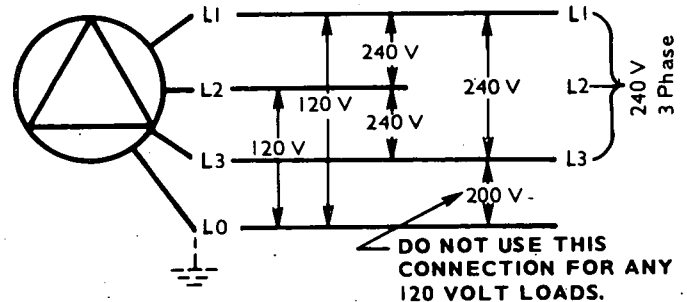 L1
L1
240 V
L2
120 V
240 V
L2
240 V
3 Phase
120 V
240 V
L3
L3
200 V
L0
DO NOT USE THIS
CONNECTION FOR ANY
120 VOLT LOADS.